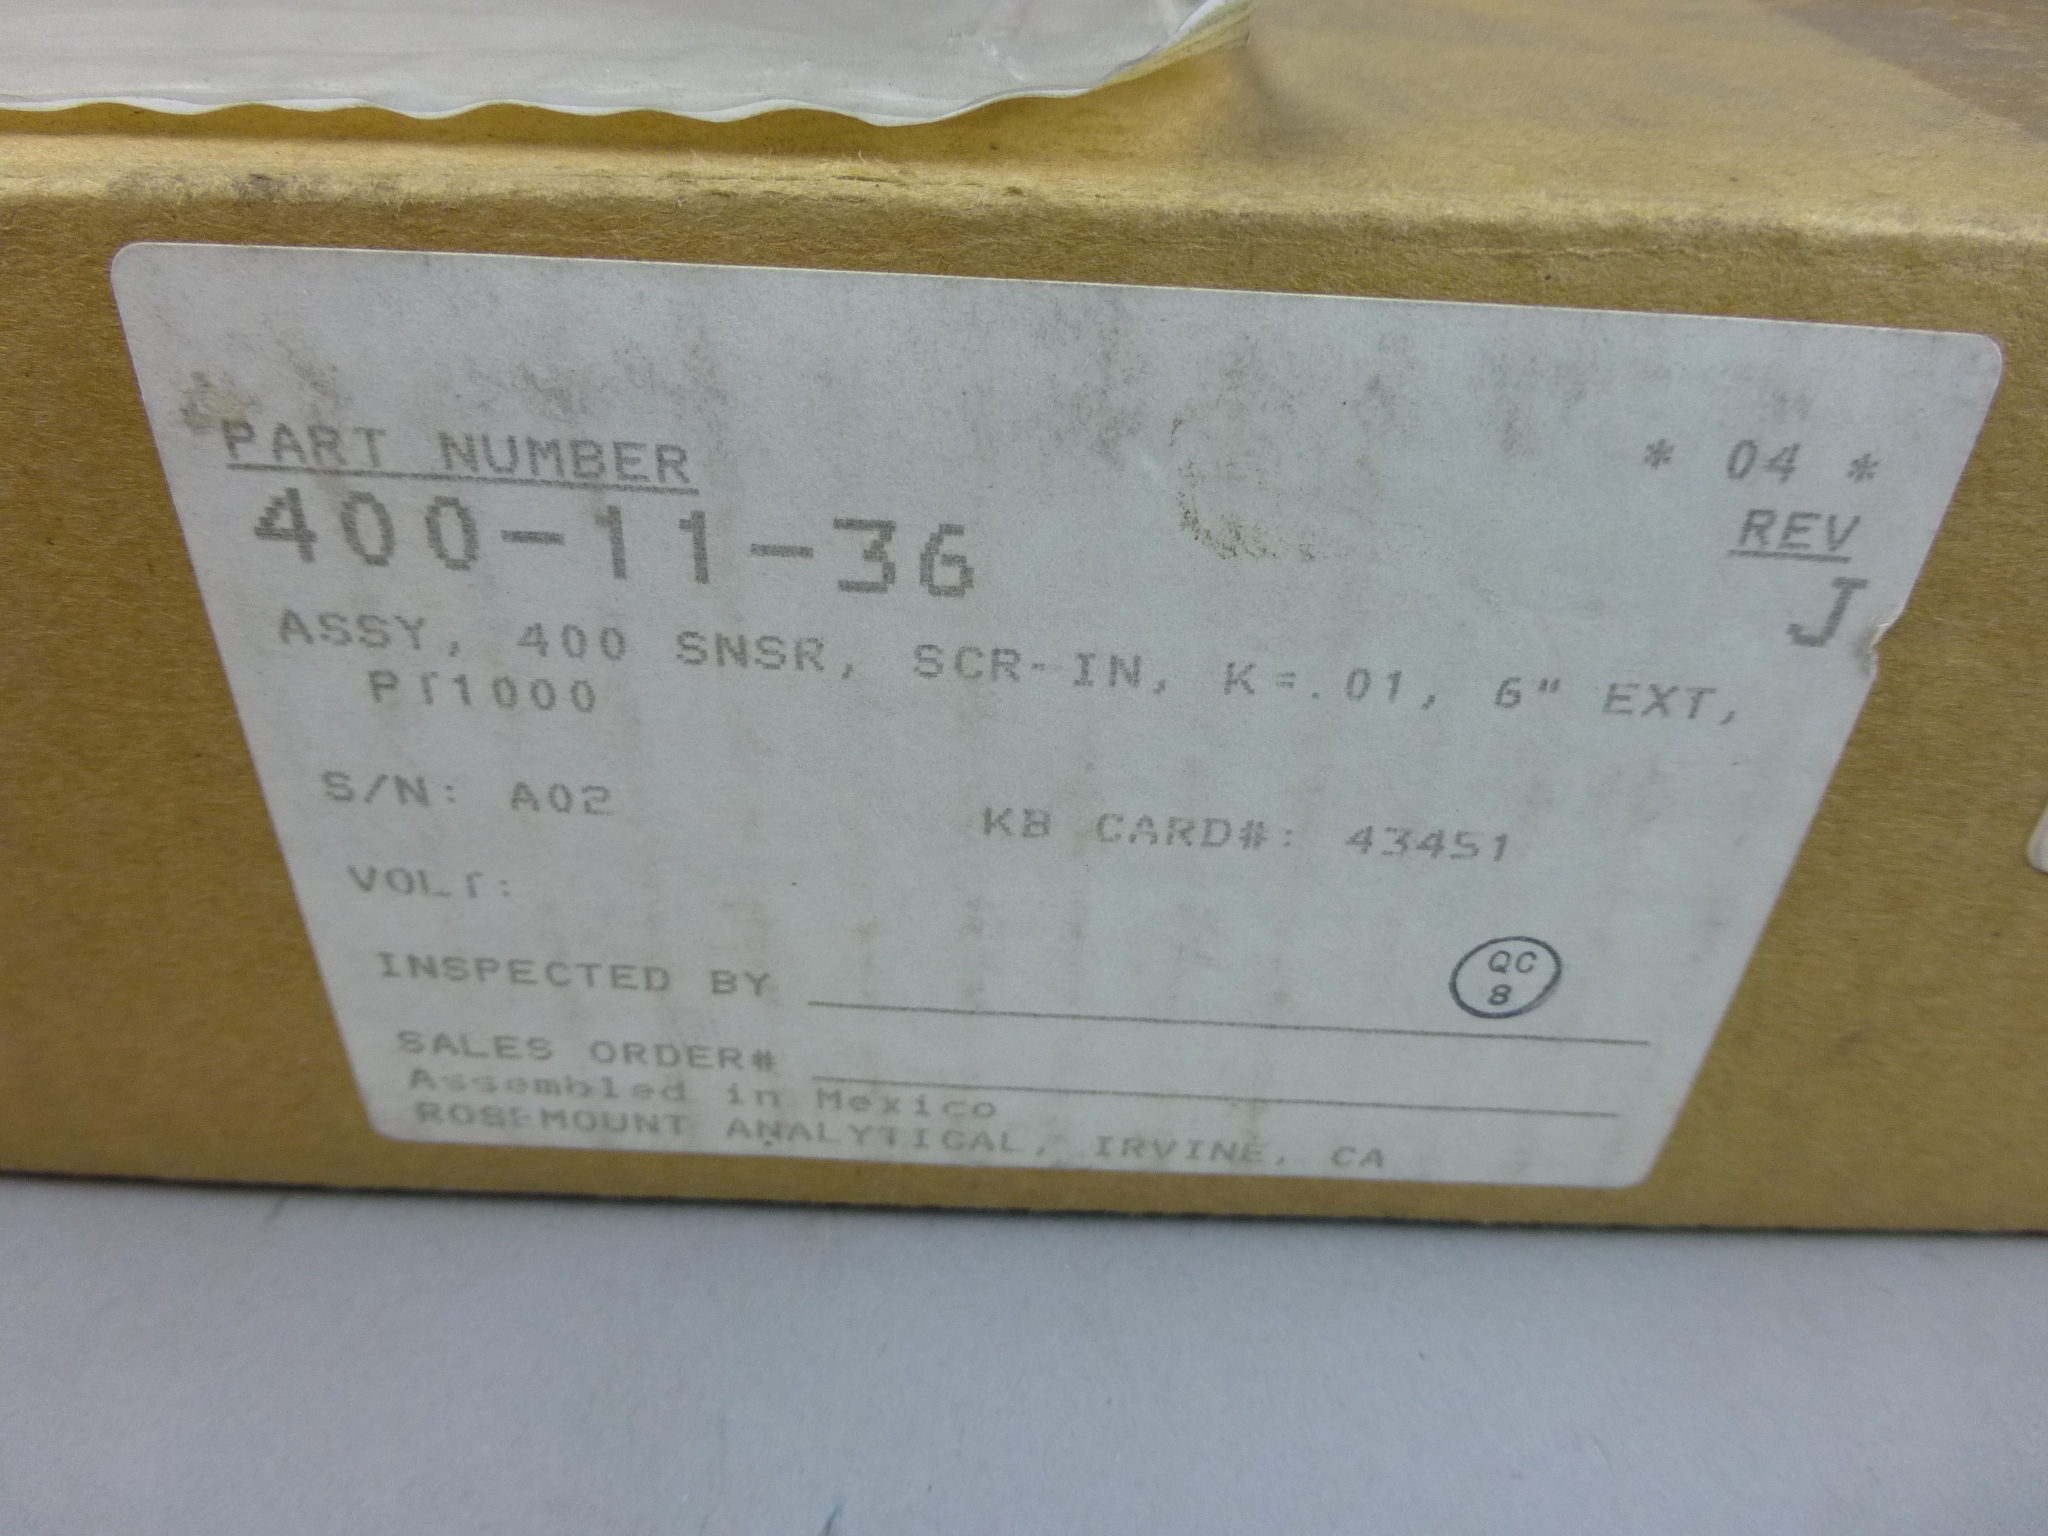 * 04 *
PART NUMBER
REV
400-11-36
J
ASSY, 400 SNSR, SCR-IN, K=.01, 6" EXT,
PT1000
S/N: A02
KB CARD#: 43451
VOLT:
INSPECTED BY
QC
8
SALES ORDER#
Assembled in Mexico
ROSEMOUNT ANALYTICAL, IRVINE, CA